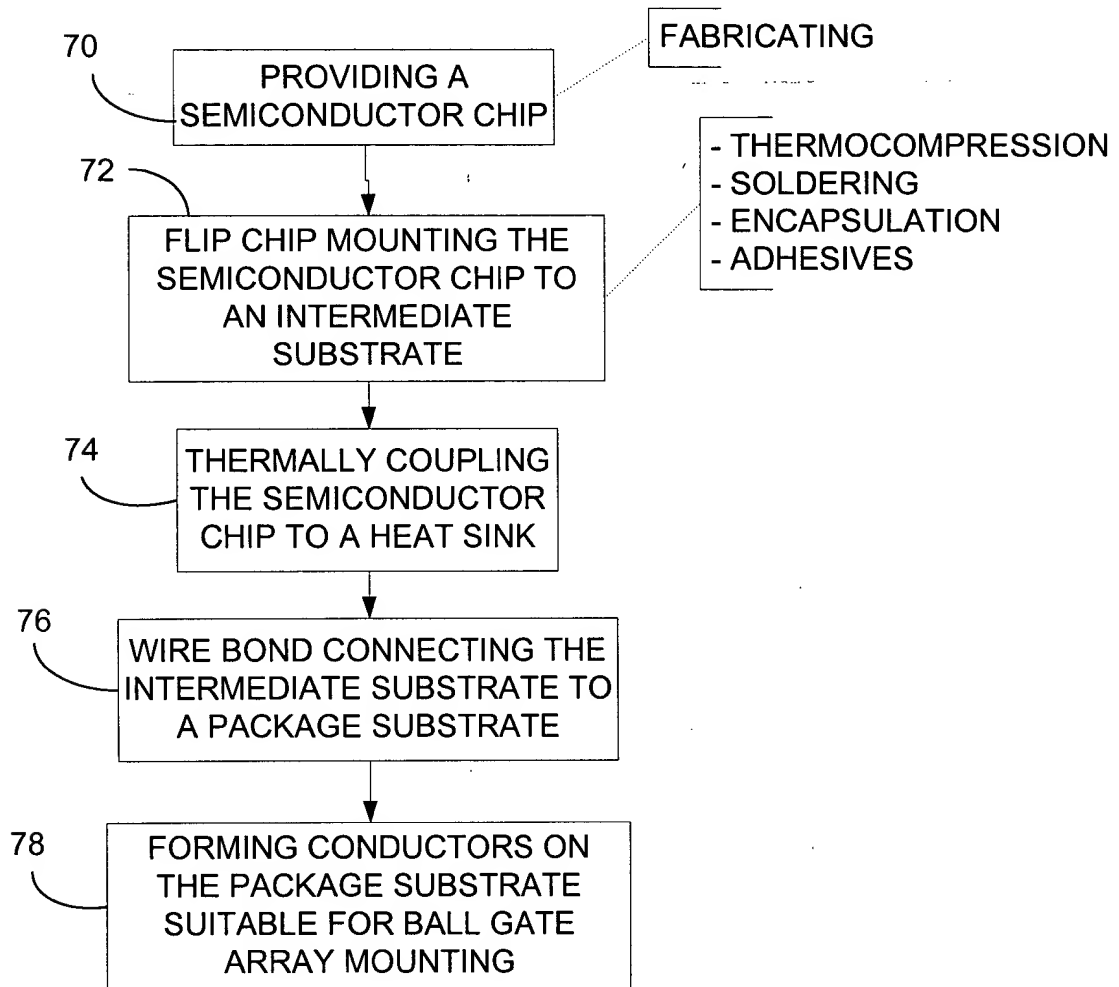 FABRICATING
70
PROVIDING A
SEMICONDUCTOR CHIP
- THERMOCOMPRESSION
- SOLDERING
- ENCAPSULATION
- ADHESIVES
72
FLIP CHIP MOUNTING THE
SEMICONDUCTOR CHIP TO
AN INTERMEDIATE
SUBSTRATE
74
THERMALLY COUPLING
THE SEMICONDUCTOR
CHIP TO A HEAT SINK
76
WIRE BOND CONNECTING THE
INTERMEDIATE SUBSTRATE TO
A PACKAGE SUBSTRATE
78
FORMING CONDUCTORS ON
THE PACKAGE SUBSTRATE
SUITABLE FOR BALL GATE
ARRAY MOUNTING